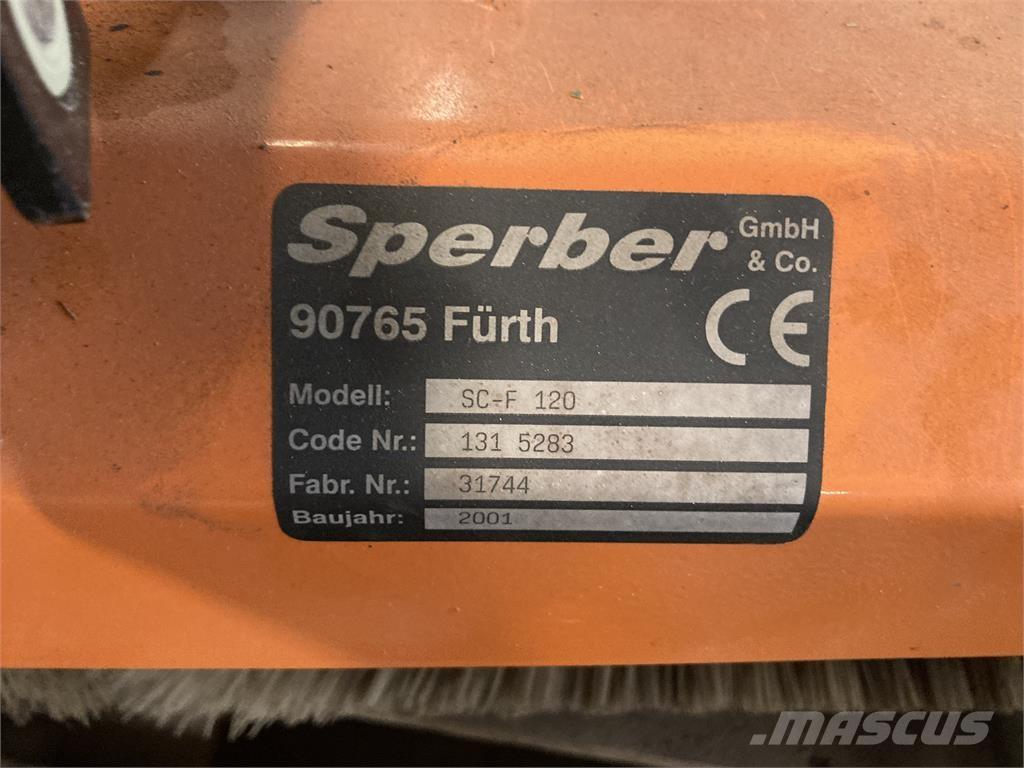 Sperber GmbH & Co.
90765 Fürth CE
Modell: SC-F 120
Code Nr.: 131 5283
Fabr. Nr.: 31744
Baujahr: 2001
MASCUS